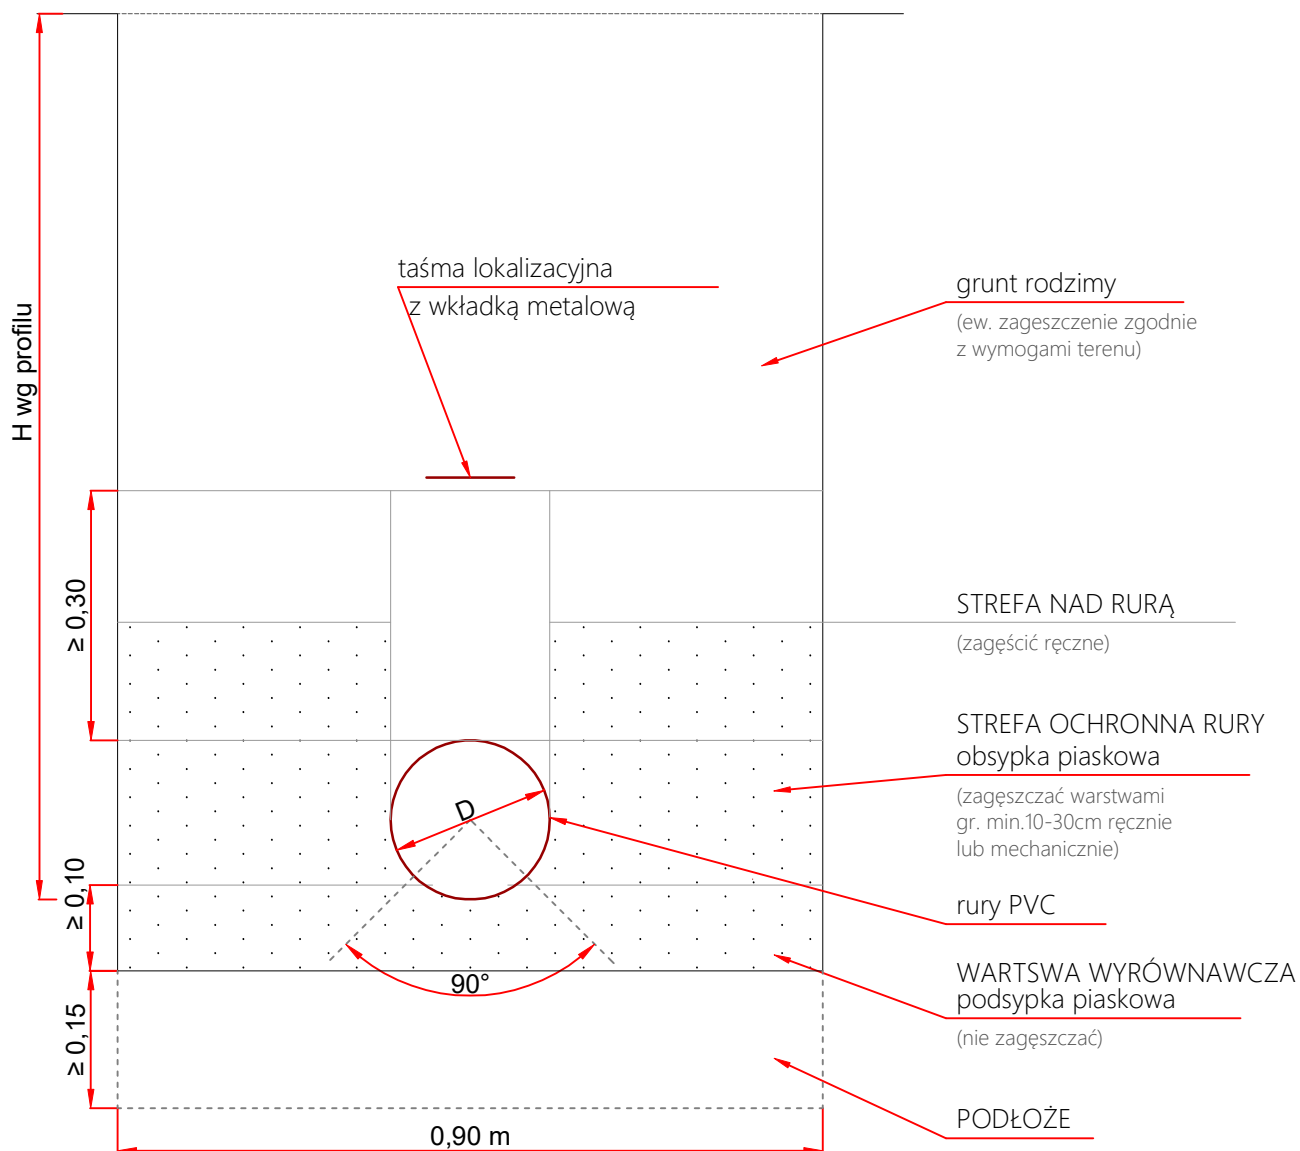 taśma lokalizacyjna
z wkładką metalową
grunt rodzimy
(ew. zageszczenie zgodnie
z wymogami terenu)
H wg profilu
≥ 0,30
STREFA NAD RURĄ
(zagęścić ręczne)
STREFA OCHRONNA RURY
obsypka piaskowa
(zagęszczać warstwami
gr. min.10-30cm ręcznie
lub mechanicznie)
D
≥ 0,10
rury PVC
90°
WARTSWA WYRÓWNAWCZA
podsypka piaskowa
(nie zagęszczać)
≥ 0,15
PODŁOŻE
0,90 m